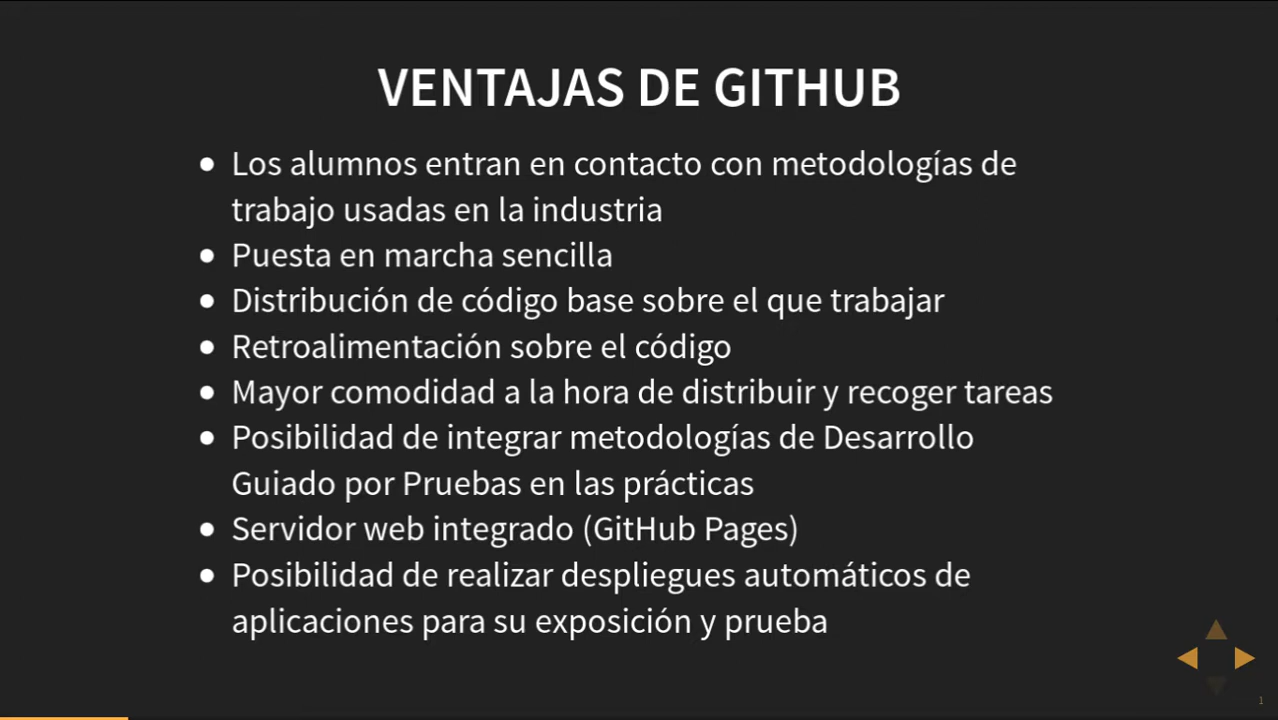 VENTAJAS DE GITHUB
• Los alumnos entran en contacto con metodologías de
trabajo usadas en la industria
• Puesta en marcha sencilla
• Distribución de código base sobre el que trabajar
• Retroalimentación sobre el código
• Mayor comodidad a la hora de distribuir y recoger tareas
• Posibilidad de integrar metodologías de Desarrollo
Guiado por Pruebas en las prácticas
• Servidor web integrado (GitHub Pages)
• Posibilidad de realizar despliegues automáticos de
aplicaciones para su exposición y prueba
1